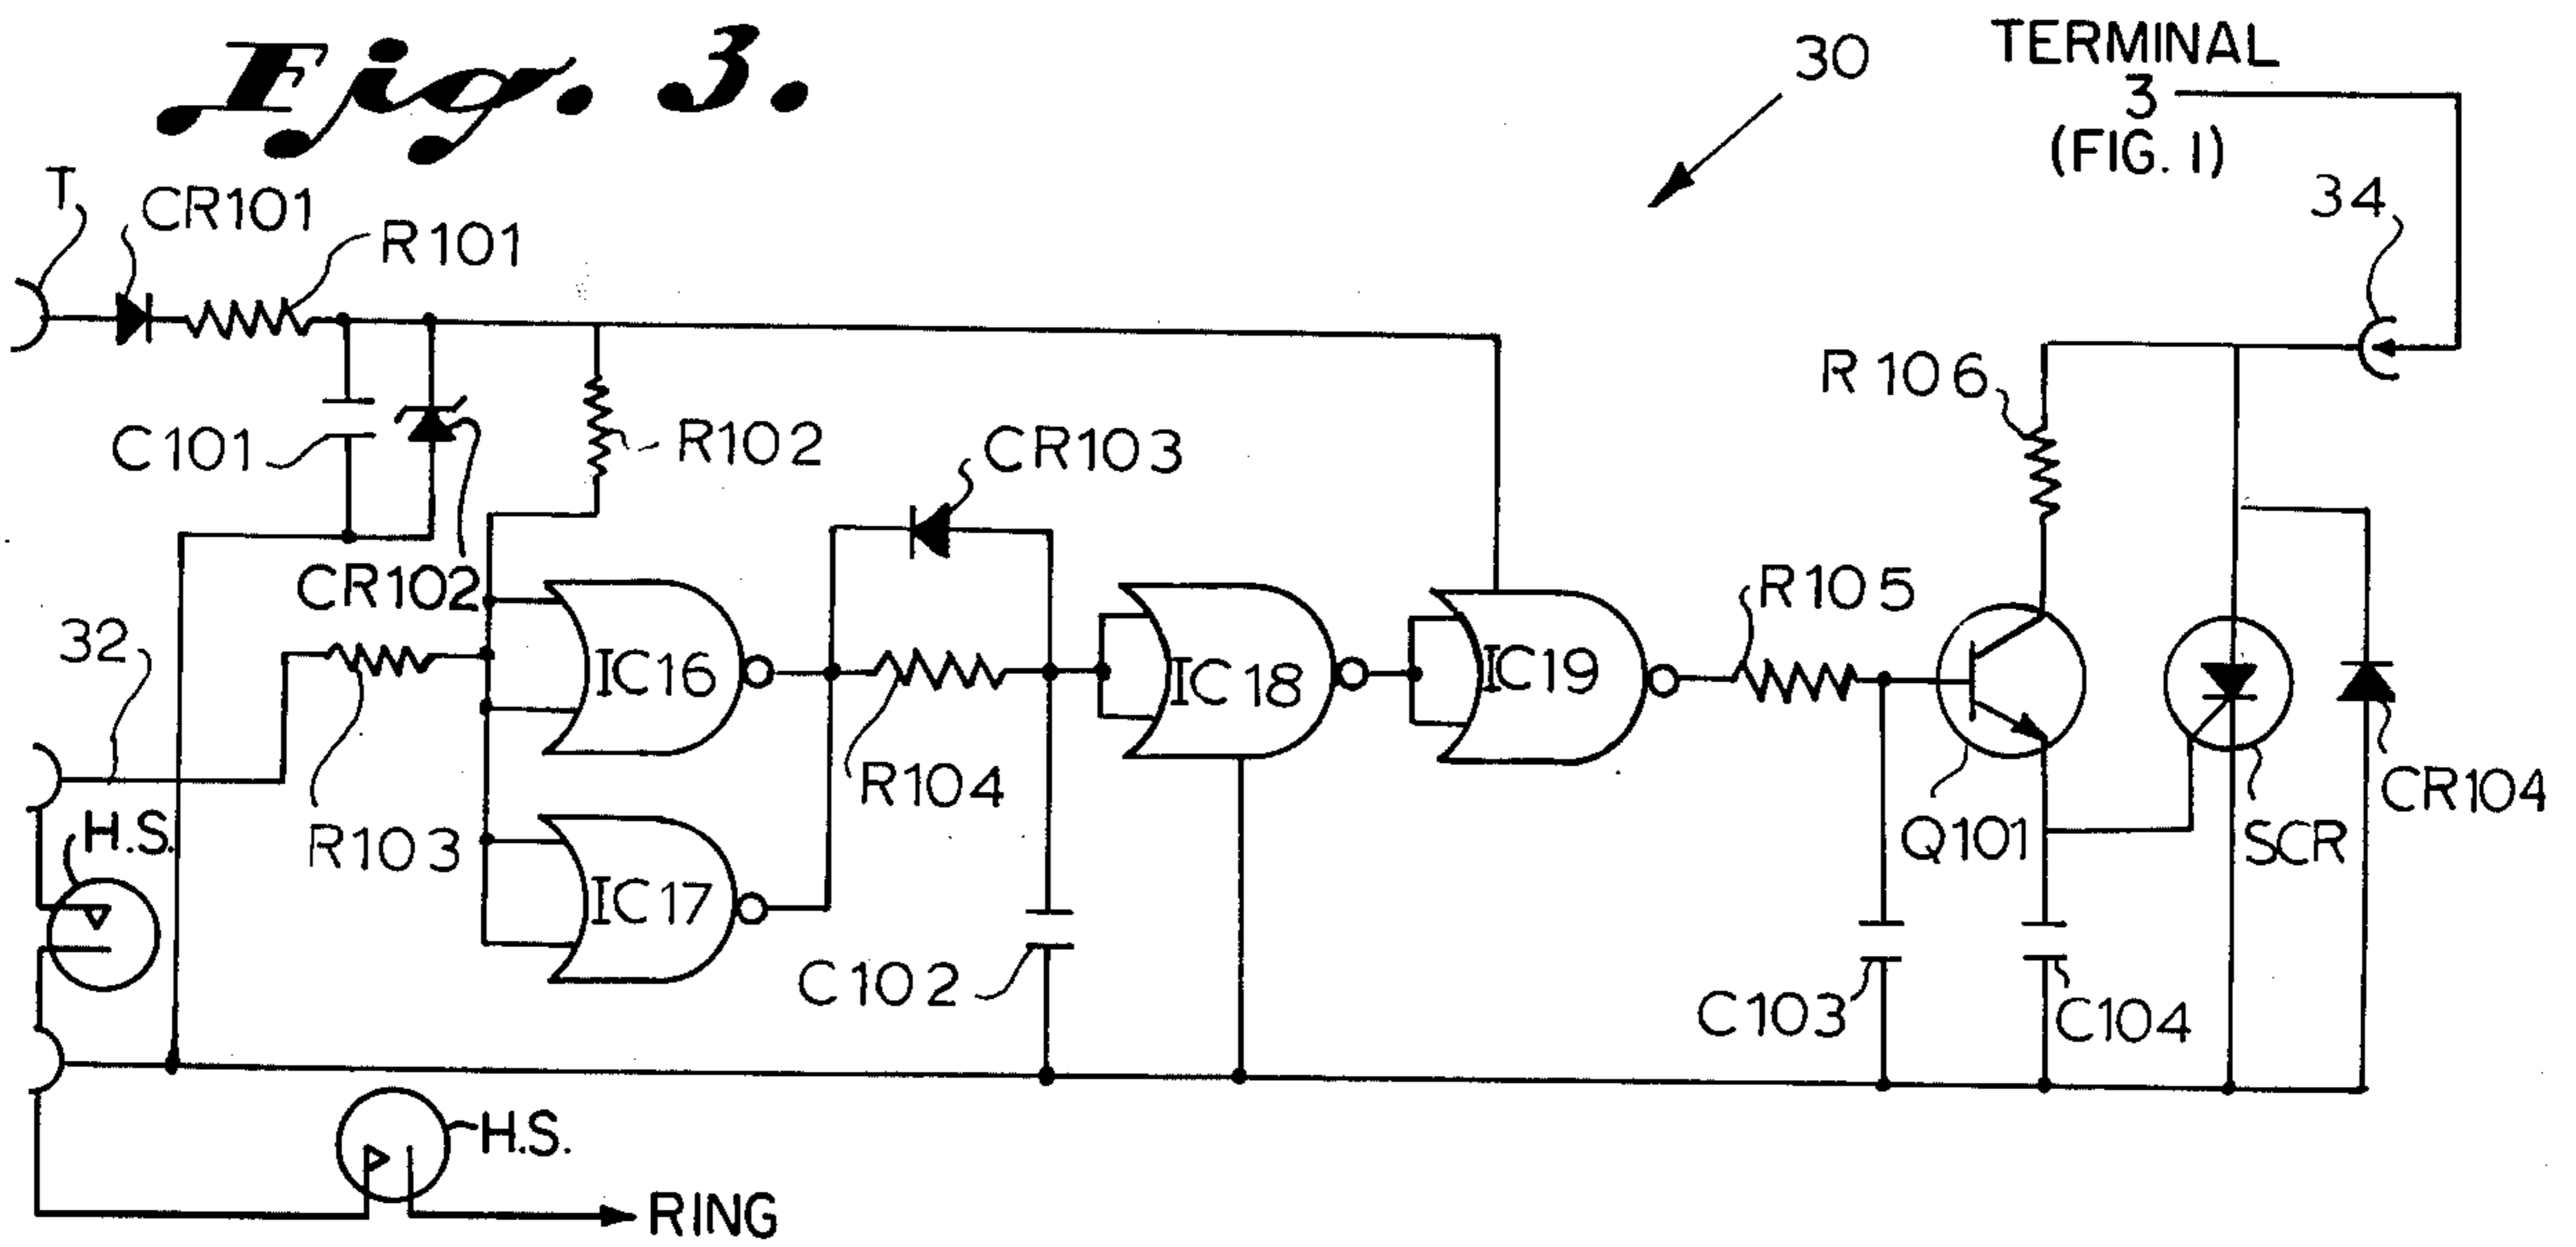 Fig. 3.
30
TERMINAL
3
(FIG. 1)
34
T
CR101
R101
R106
C101
R102
CR103
CR102
R105
32
IC16
IC18
IC19
R104
CR104
H.S.
R103
Q101
SCR
IC17
C102
C103
C104
H.S.
RING